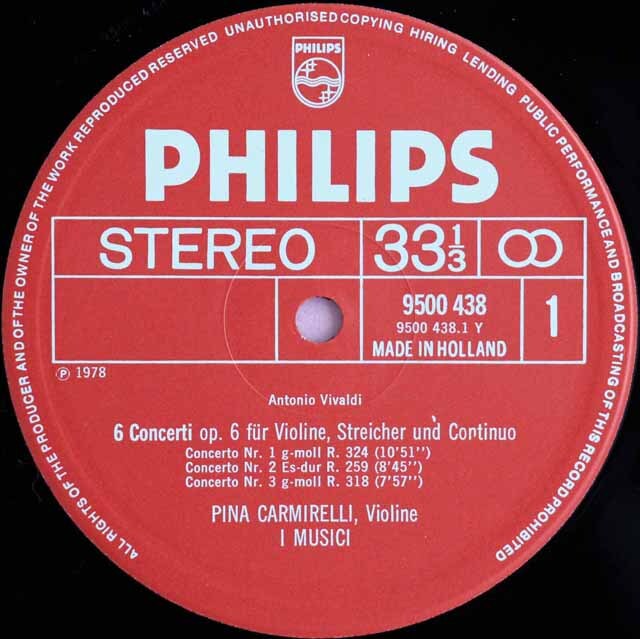 ALL RIGHTS OF THE PRODUCER AND OF THE OWNER OF THE WORK REPRODUCED RESERVED UNAUTHORISED COPYING HIRING LENDING PUBLIC PERFORMANCE AND BROADCASTING OF THIS RECORD PROHIBITED
PHILIPS
PHILIPS
STEREO 33 1/3
9500 438
9500 438.1 Y
MADE IN HOLLAND
1
Ⓟ 1978
Antonio Vivaldi
6 Concerti op. 6 für Violine, Streicher und Continuo
Concerto Nr. 1 g-moll R. 324 (10'51'')
Concerto Nr. 2 Es-dur R. 259 (8'45'')
Concerto Nr. 3 g-moll R. 318 (7'57'')
PINA CARMIRELLI, Violine
I MUSICI